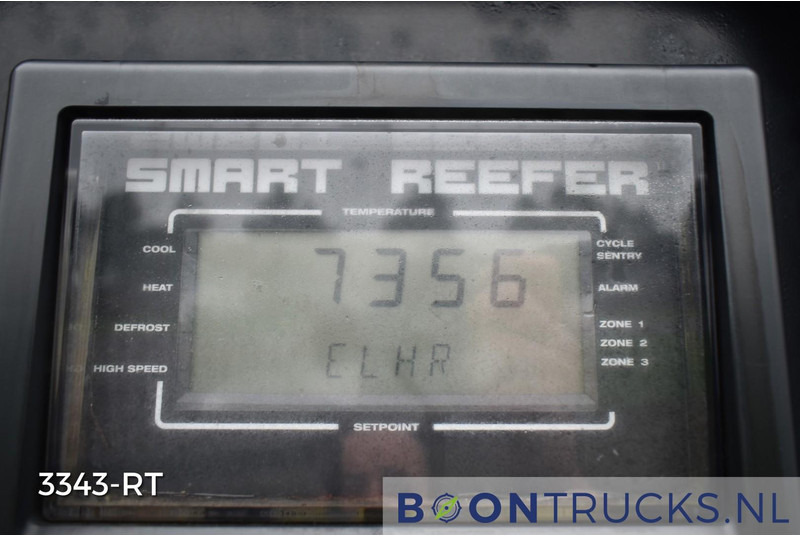 SMART REEFER
TEMPERATURE
COOL
HEAT
DEFROST
HIGH SPEED
7356
ELHR
CYCLE
SENTRY
ALARM
ZONE 1
ZONE 2
ZONE 3
SETPOINT
3343-RT
BOONTRUCKS.NL